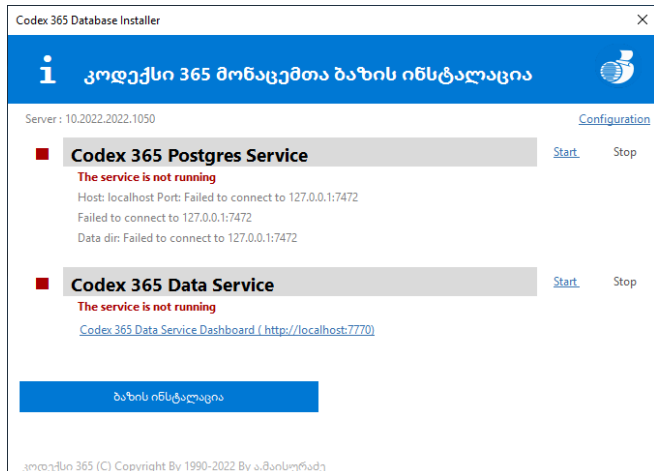 Codex 365 Database Installer
კოდექსი 365 მონაცემთა ბაზის ინსტალაცია
Server : 10.2022.2022.1050
Configuration
Codex 365 Postgres Service
Start
Stop
The service is not running
Host: localhost Port: Failed to connect to 127.0.0.1:7472
Failed to connect to 127.0.0.1:7472
Data dir: Failed to connect to 127.0.0.1:7472
Codex 365 Data Service
Start
Stop
The service is not running
Codex 365 Data Service Dashboard ( http://localhost:7770)
ბაზის ინსტალაცია
კოდექსი 365 (C) Copyright By 1990-2022 By ა.მაისურაძე